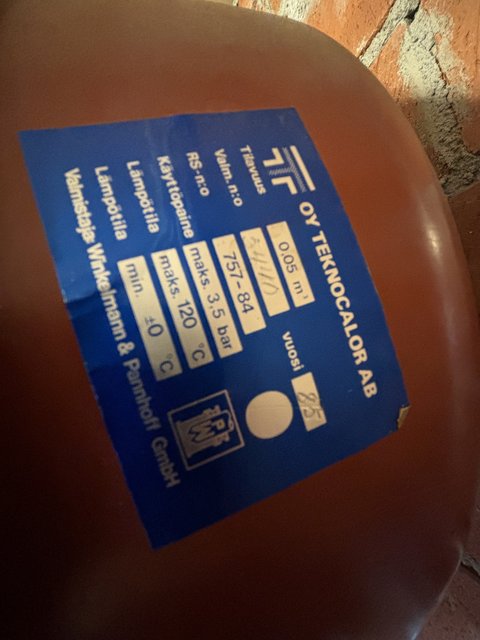 OY TEKNOCALOR AB
Tilavuus 0.05 m³
Valm. n:o vuosi 85
RS-n:o 757-84
Käyttöpaine maks. 3.5 bar
Lämpötila maks. 120 °C
Lämpötila min. ±0 °C
Valmistaja: Winkelmann & Pannhoff GmbH